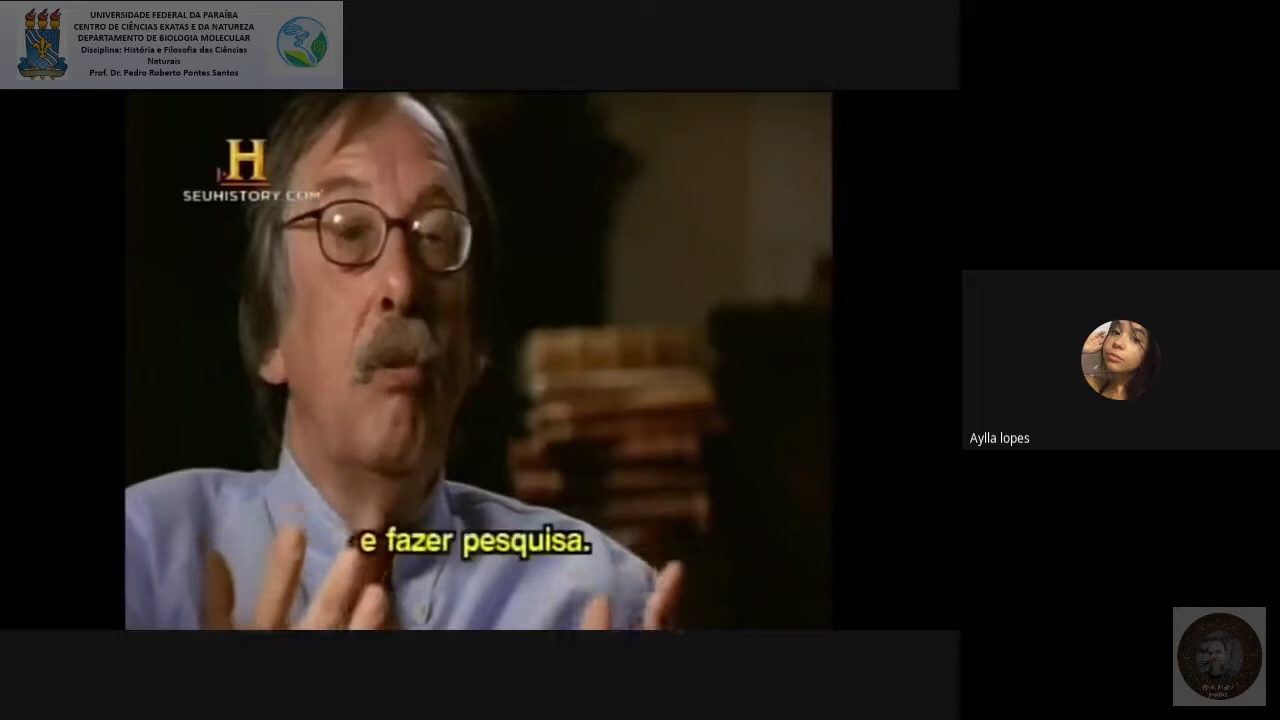 UNIVERSIDADE FEDERAL DA PARAÍBA
CENTRO DE CIÊNCIAS EXATAS E DA NATUREZA
DEPARTAMENTO DE BIOLOGIA MOLECULAR
Disciplina: História e Filosofia das Ciências
Naturais
Prof. Dr. Pedro Roberto Pontes Santos
H
SEUHISTORY.COM
e fazer pesquisa.
Aylla lopes